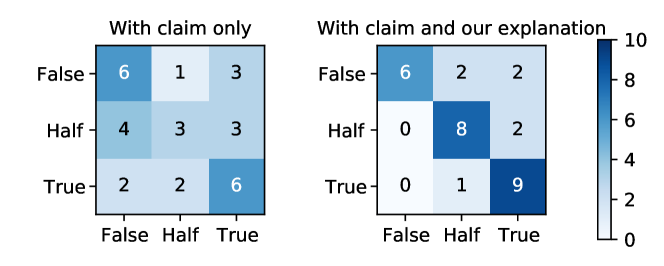 With claim only
With claim and our explanation
False 6 1 3
Half 4 3 3
True 2 2 6
False Half True
False 6 2 2
Half 0 8 2
True 0 1 9
False Half True
10
8
6
4
2
0